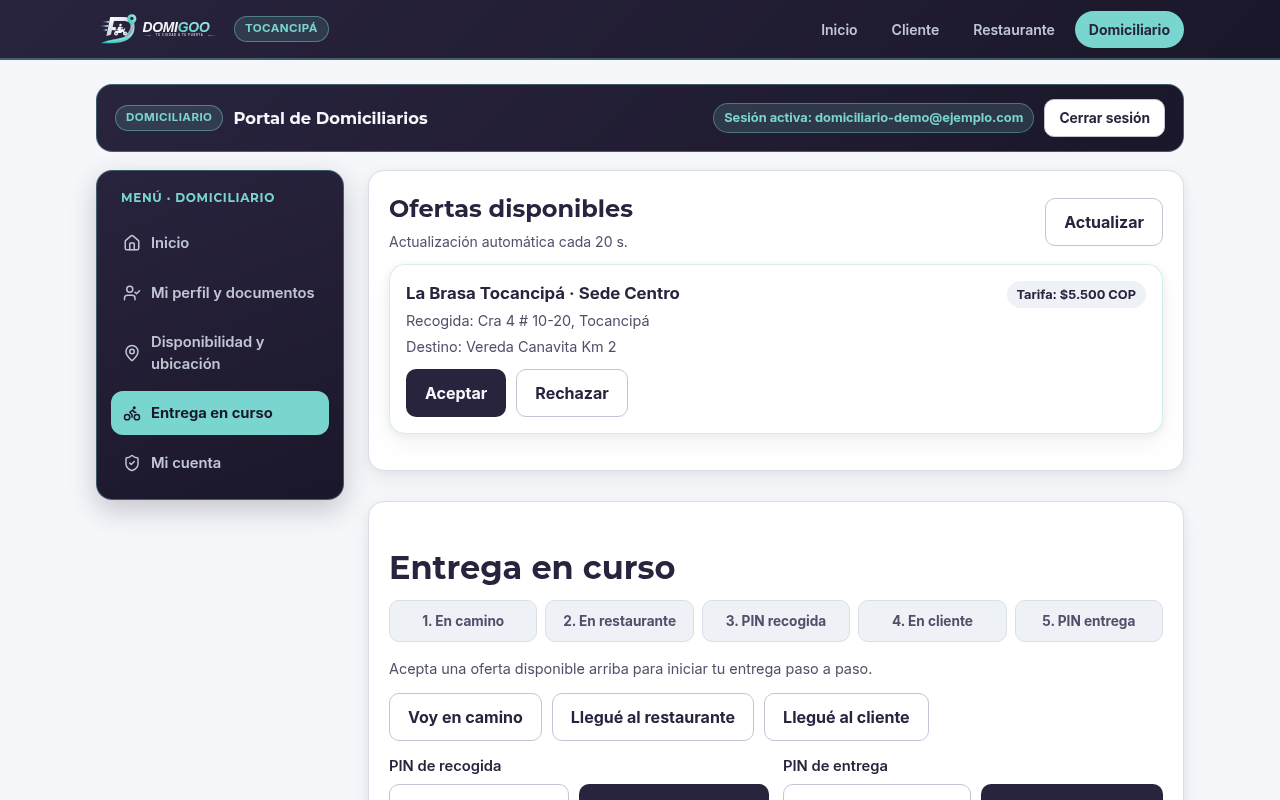 DOMIGOO
TOCANCIPÁ
Inicio
Cliente
Restaurante
Domiciliario
DOMICILIARIO
Portal de Domiciliarios
Sesión activa: domiciliario-demo@ejemplo.com
Cerrar sesión
MENÚ · DOMICILIARIO
Inicio
Mi perfil y documentos
Disponibilidad y
ubicación
Entrega en curso
Mi cuenta
Ofertas disponibles
Actualización automática cada 20 s.
Actualizar
La Brasa Tocancipá · Sede Centro
Tarifa: $5.500 COP
Recogida: Cra 4 # 10-20, Tocancipá
Destino: Vereda Canavita Km 2
Aceptar
Rechazar
Entrega en curso
1. En camino
2. En restaurante
3. PIN recogida
4. En cliente
5. PIN entrega
Acepta una oferta disponible arriba para iniciar tu entrega paso a paso.
Voy en camino
Llegué al restaurante
Llegué al cliente
PIN de recogida
PIN de entrega